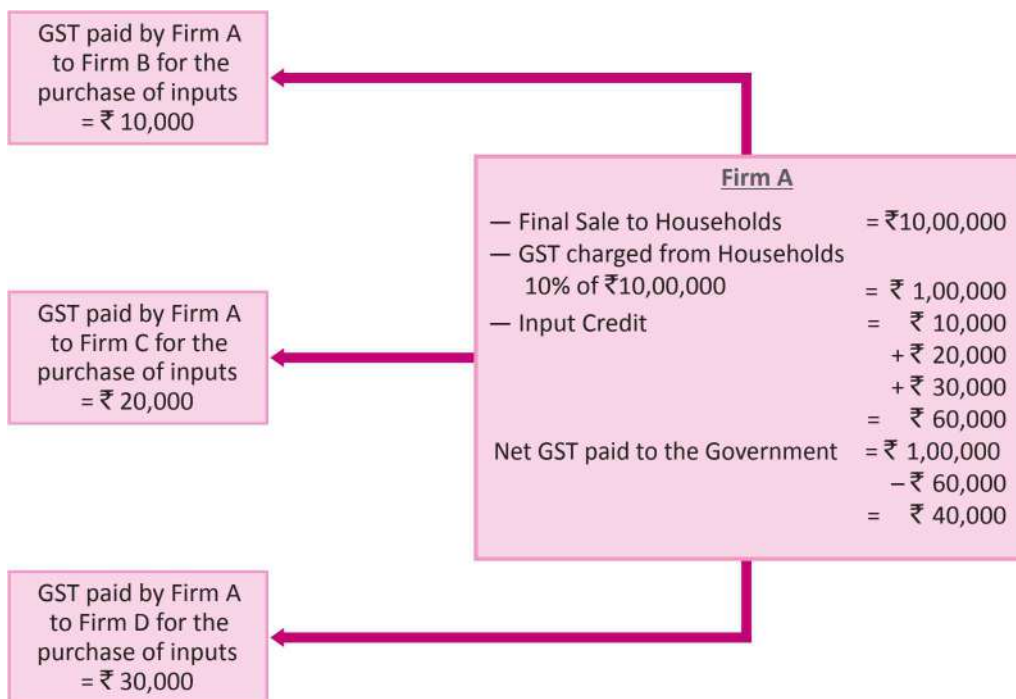 GST paid by Firm A
to Firm B for the
purchase of inputs
= ₹ 10,000
GST paid by Firm A
to Firm C for the
purchase of inputs
= ₹ 20,000
GST paid by Firm A
to Firm D for the
purchase of inputs
= ₹ 30,000
Firm A
— Final Sale to Households = ₹10,00,000
— GST charged from Households
10% of ₹10,00,000 = ₹ 1,00,000
— Input Credit = ₹ 10,000
+ ₹ 20,000
+ ₹ 30,000
= ₹ 60,000
Net GST paid to the Government = ₹ 1,00,000
– ₹ 60,000
= ₹ 40,000